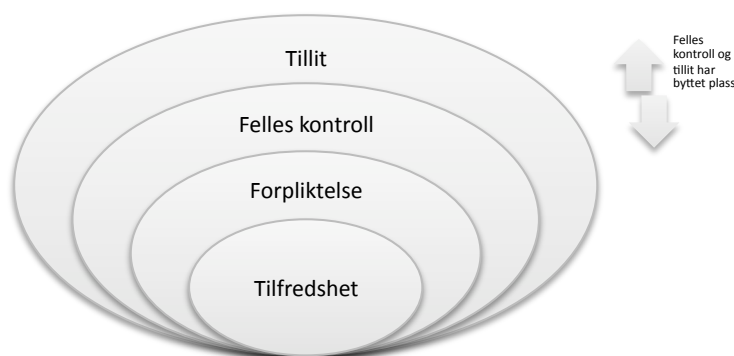 Tillit
Felles kontroll
Forpliktelse
Tilfredshet
Felles
kontroll og
tillit har
byttet plass